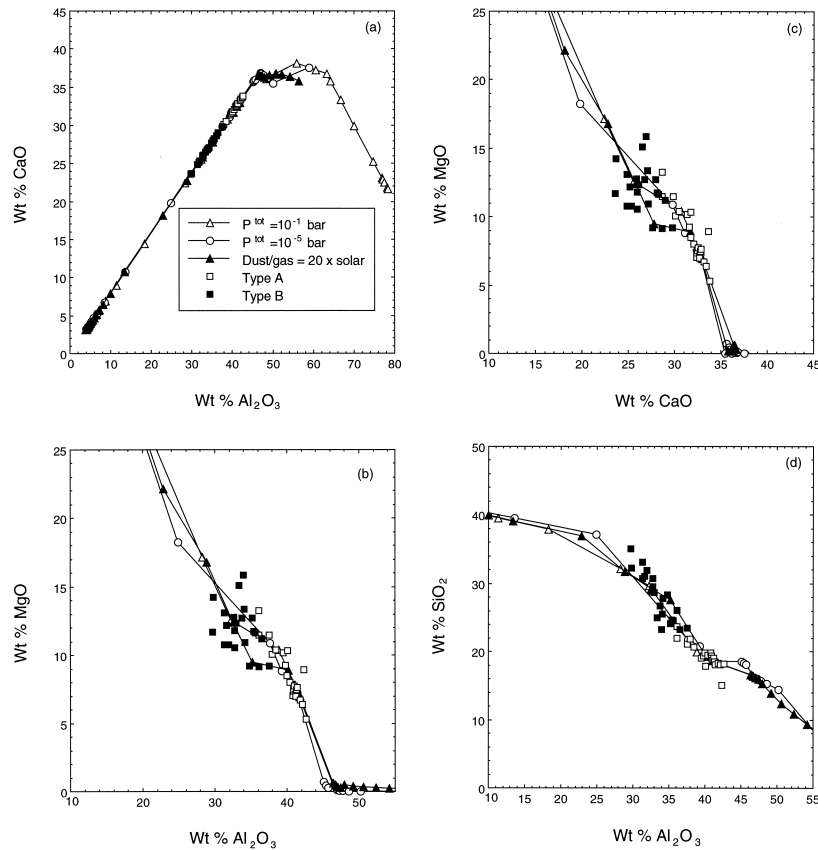 (a)
45
40
35
30
25
20
15
10
5
0
Wt % CaO
P tot =10-1 bar
P tot =10-5 bar
Dust/gas = 20 x solar
Type A
Type B
0 10 20 30 40 50 60 70 80
Wt % Al2O3
(c)
25
20
15
10
5
0
Wt % MgO
15 20 25 30 35 40 45
Wt % CaO
(b)
25
20
15
10
5
0
Wt % MgO
10 20 30 40 50
Wt % Al2O3
(d)
50
40
30
20
10
0
Wt % SiO2
10 15 20 25 30 35 40 45 50 55
Wt % Al2O3